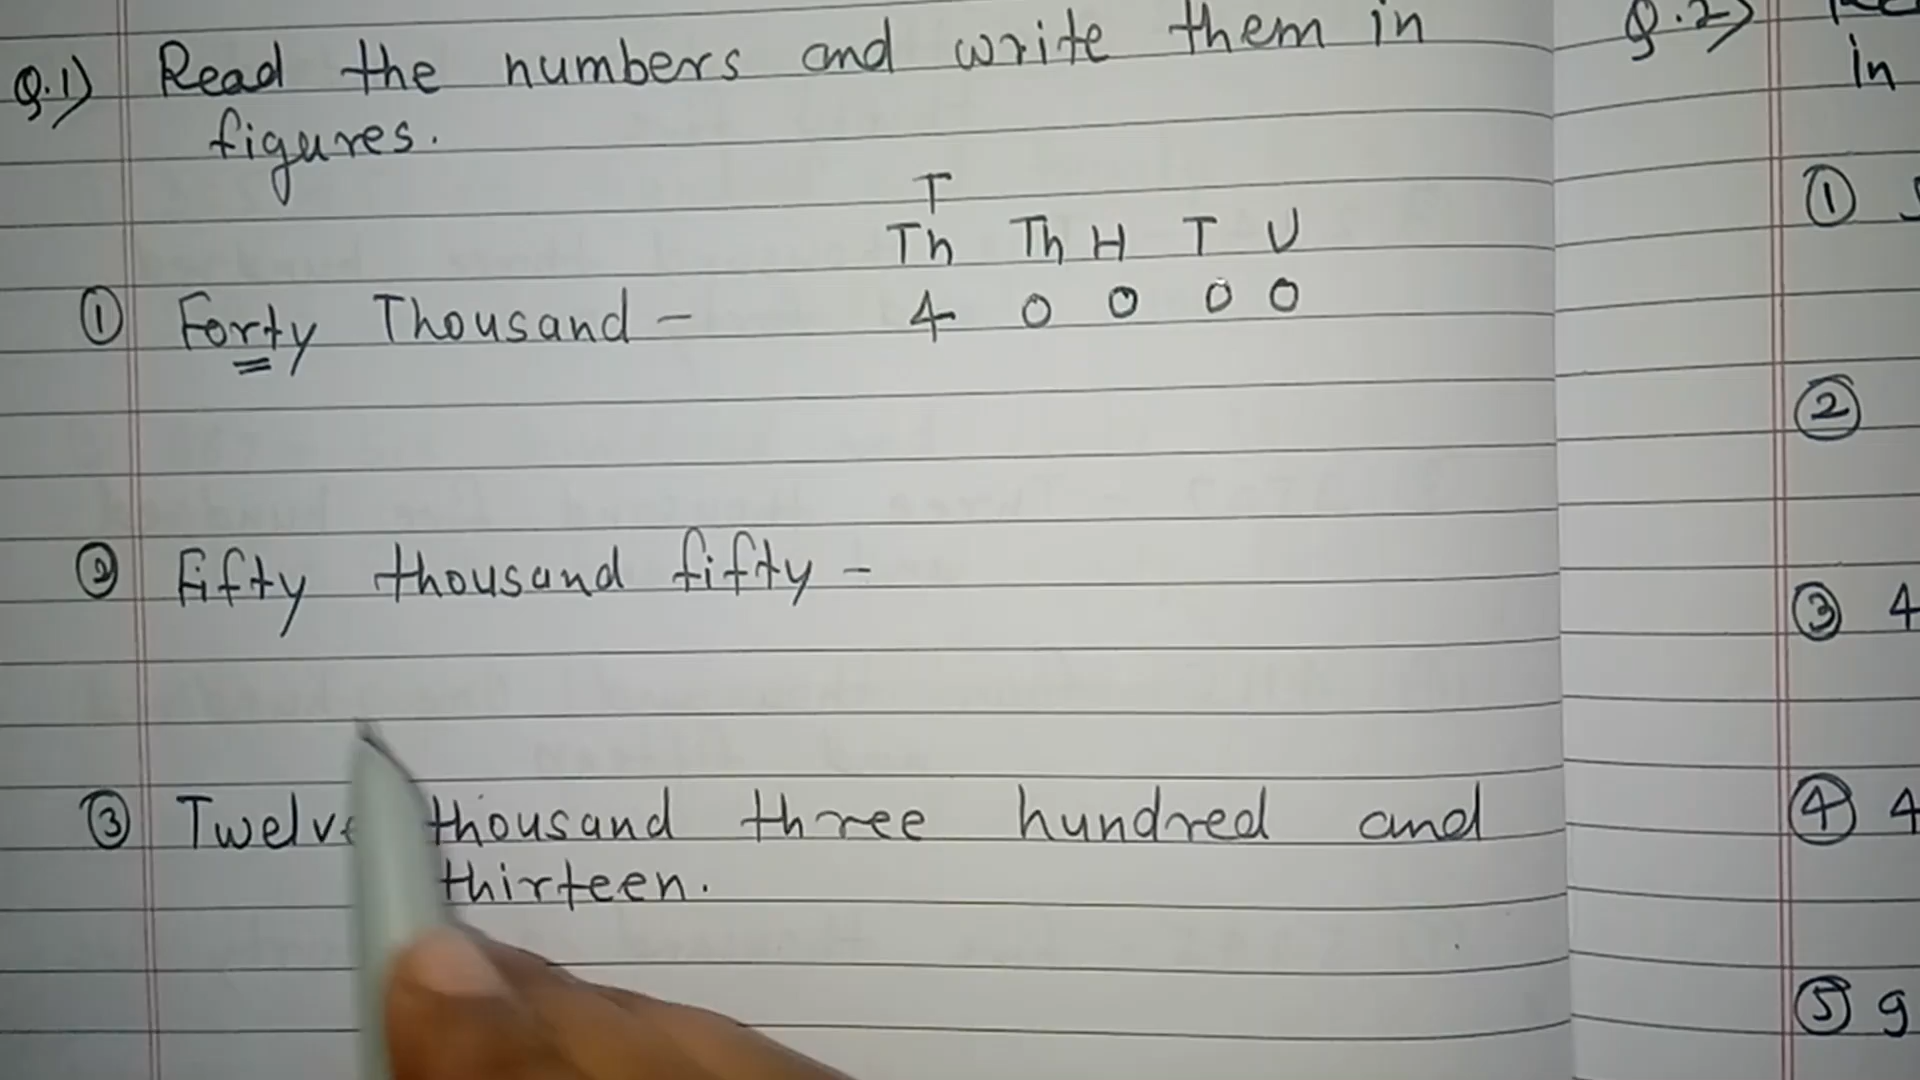 Q.1) Read the numbers and write them in
figures.
T
Th Th H T U
① Forty Thousand - 4 0 0 0 0
② Fifty thousand fifty -
③ Twelve thousand three hundred and
thirteen.
Q.2)
in
①
②
③ 4
④ 4
⑤ 9